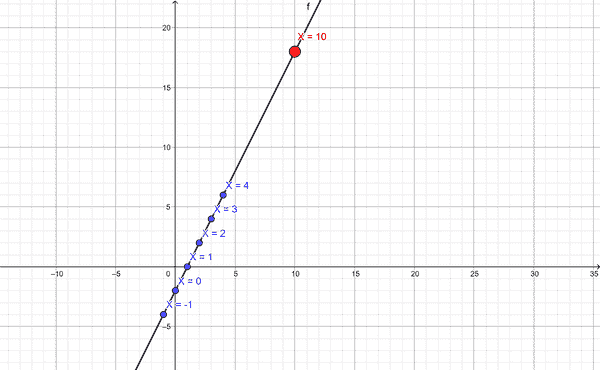 f
20
X = 10
15
10
X = 4
5
X = 3
X = 2
X = 1
−10
−5
0
5
10
15
20
25
30
35
X = 0
X = -1
−5